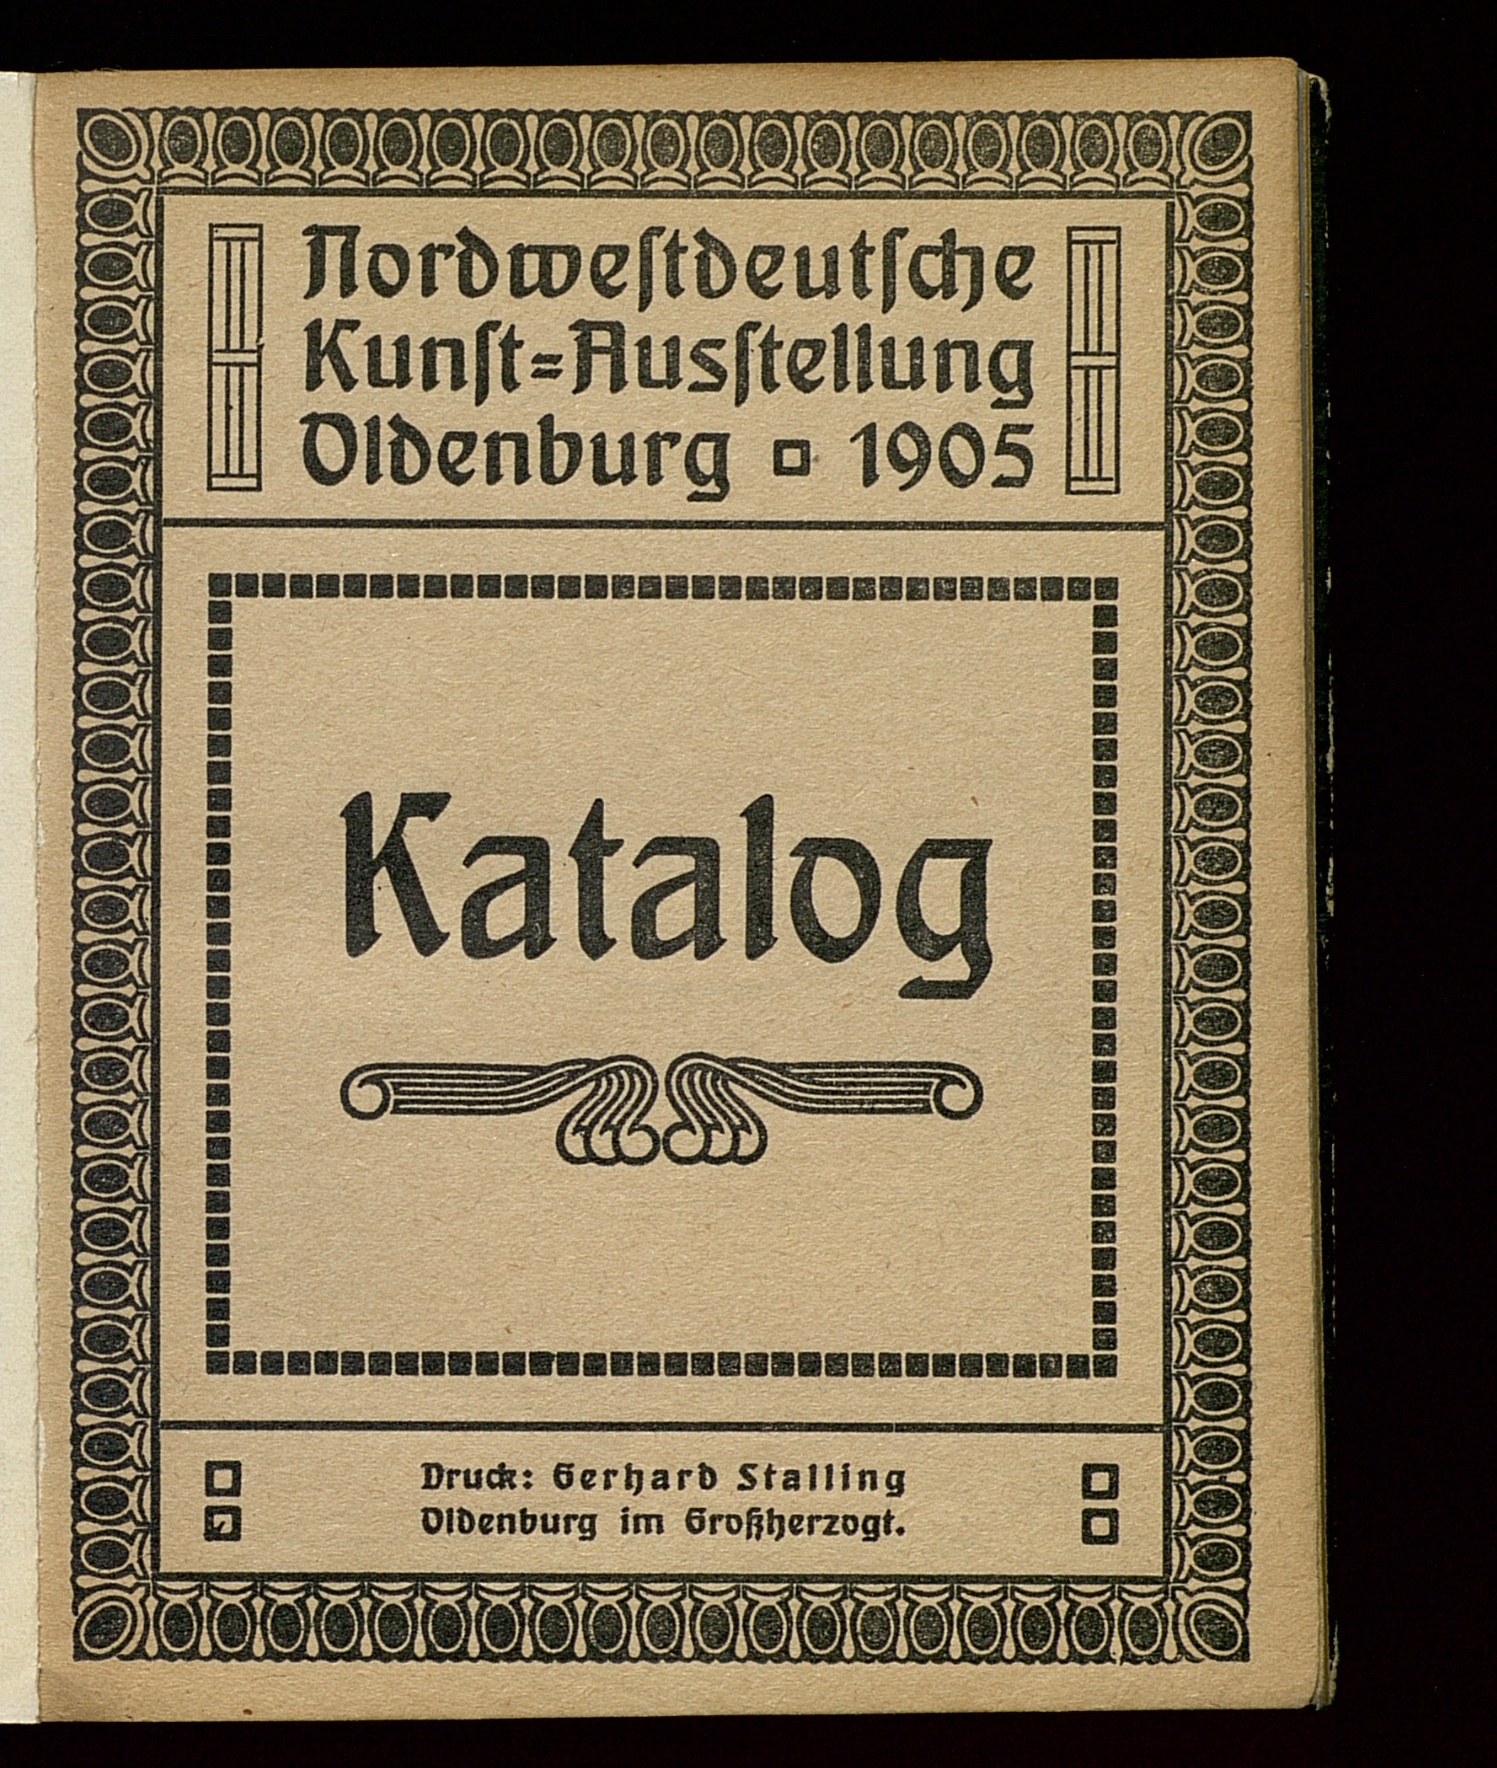 Nordwestdeutsche
Kunst=Ausstellung
Oldenburg 1905
Katalog
Druck: Gerhard Stalling
Oldenburg im Großherzogt.